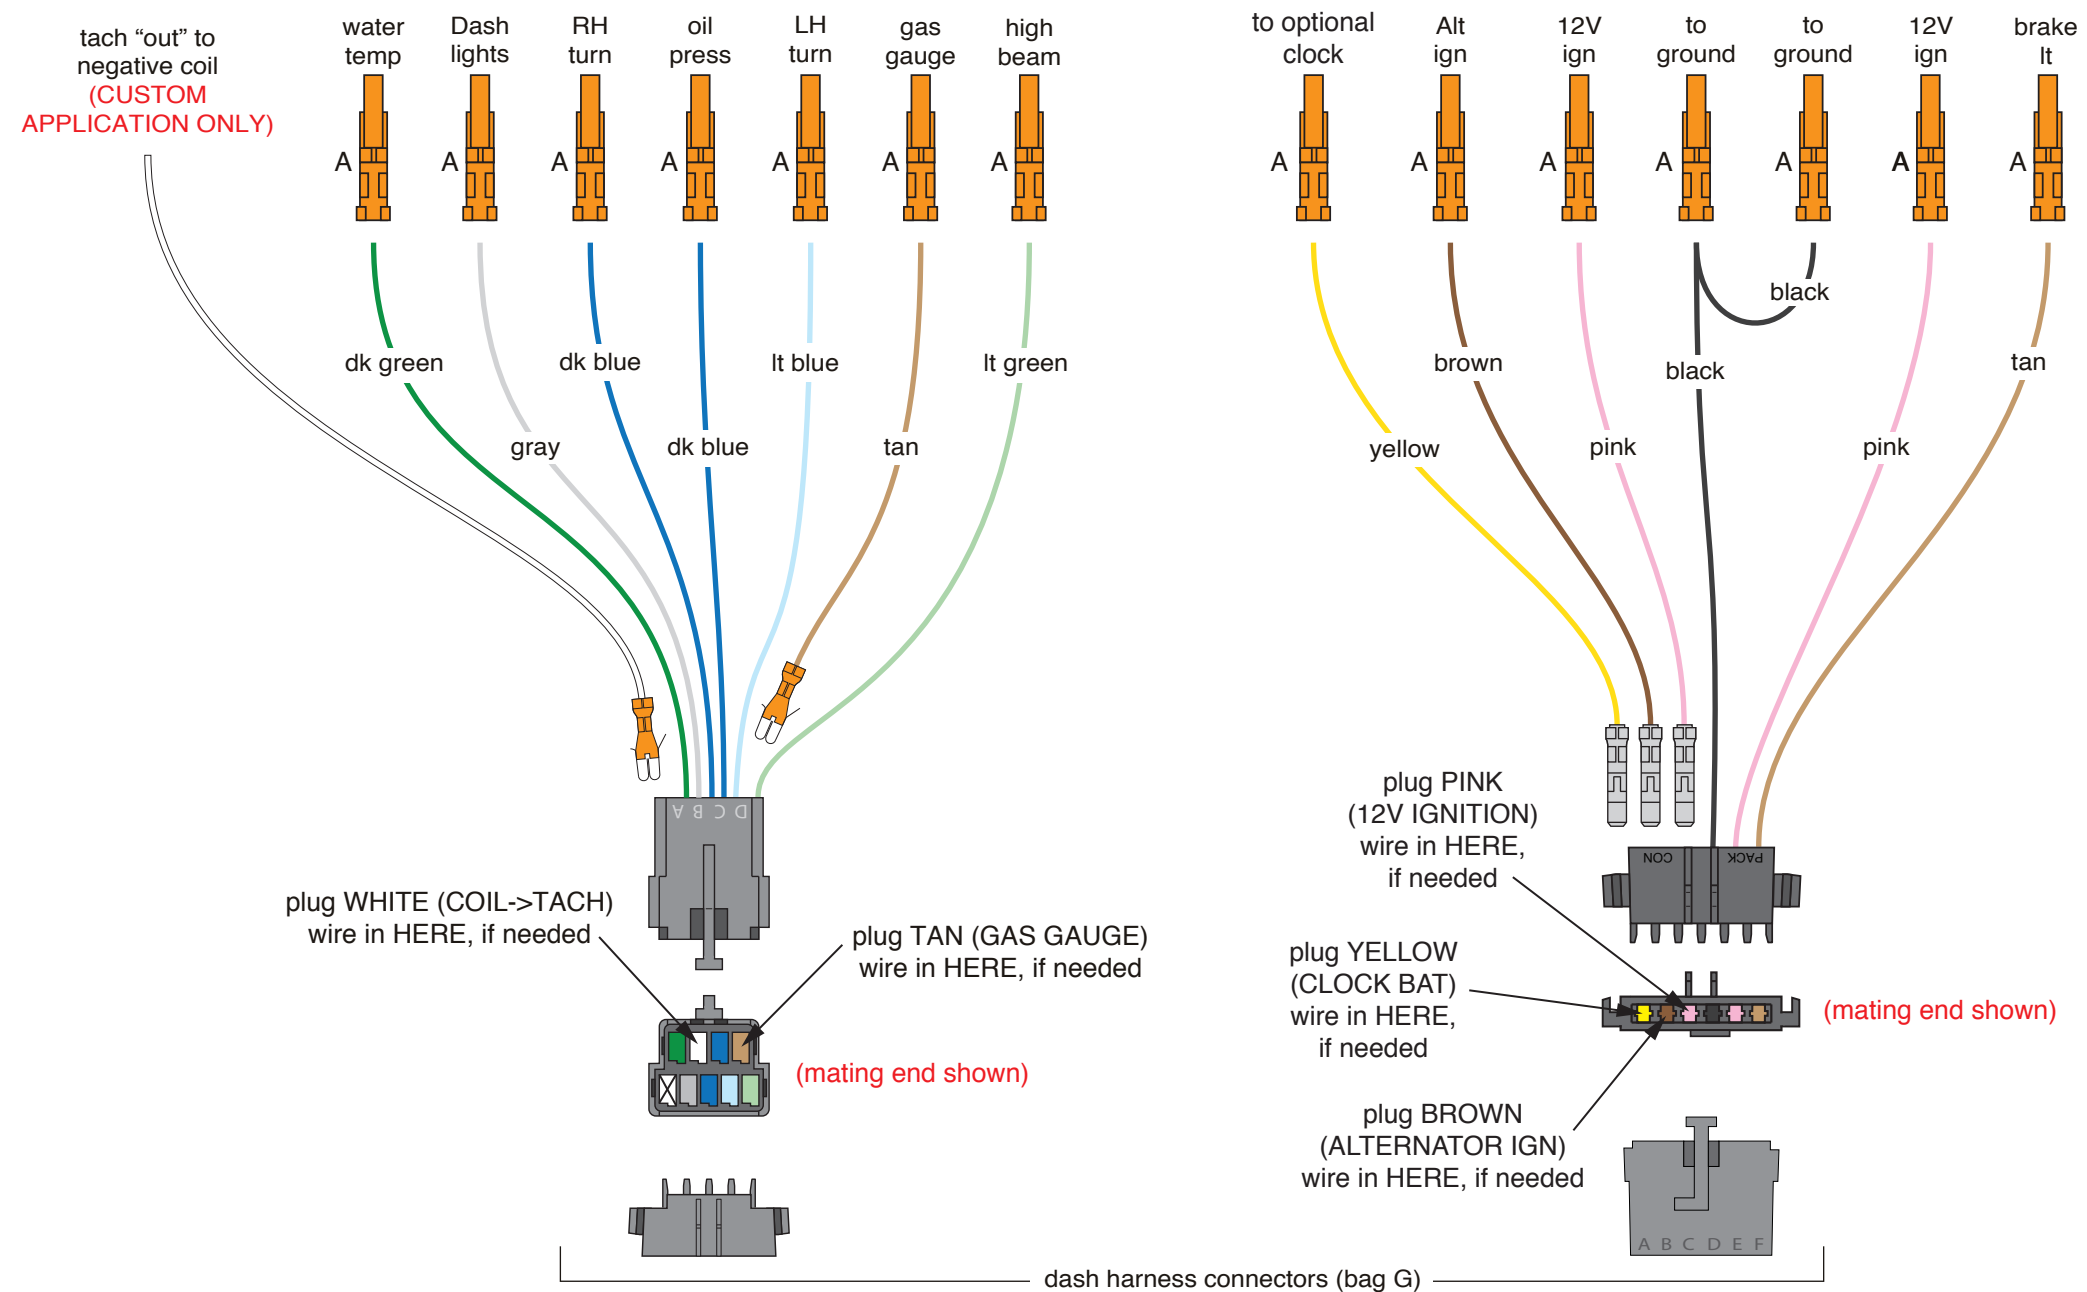 tach “out” to
negative coil
(CUSTOM
APPLICATION ONLY)
water
temp
Dash
lights
RH
turn
oil
press
LH
turn
gas
gauge
high
beam
to optional
clock
Alt
ign
12V
ign
to
ground
to
ground
12V
ign
brake
lt
A
A
A
A
A
A
A
A
A
A
A
A
A
A
black
dk green
dk blue
lt blue
lt green
brown
black
tan
gray
dk blue
tan
yellow
pink
pink
A B C D
plug PINK
(12V IGNITION)
wire in HERE,
if needed
CON
PACK
plug WHITE (COIL->TACH)
wire in HERE, if needed
plug TAN (GAS GAUGE)
wire in HERE, if needed
plug YELLOW
(CLOCK BAT)
wire in HERE,
if needed
(mating end shown)
(mating end shown)
plug BROWN
(ALTERNATOR IGN)
wire in HERE, if needed
A B C D E F
dash harness connectors (bag G)